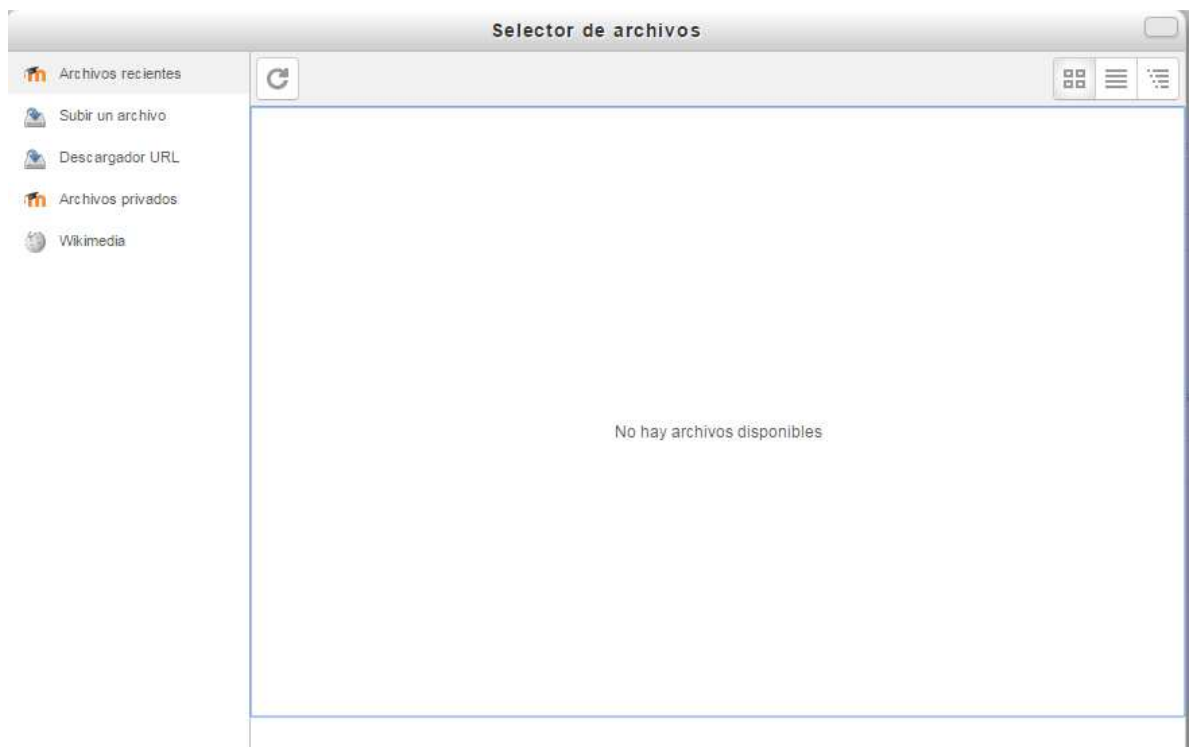 Selector de archivos
Archivos recientes
Subir un archivo
Descargador URL
Archivos privados
Wikimedia
No hay archivos disponibles